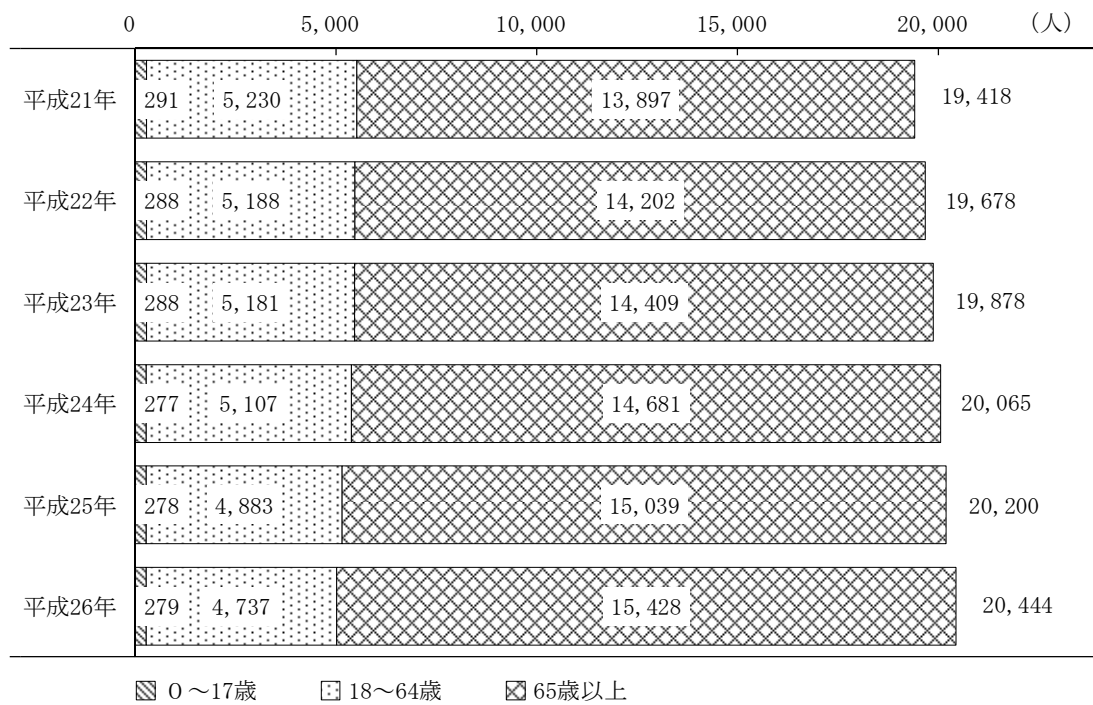 0 5,000 10,000 15,000 20,000 (人)
平成21年 291 5,230 13,897 19,418
平成22年 288 5,188 14,202 19,678
平成23年 288 5,181 14,409 19,878
平成24年 277 5,107 14,681 20,065
平成25年 278 4,883 15,039 20,200
平成26年 279 4,737 15,428 20,444
0～17歳 18～64歳 65歳以上